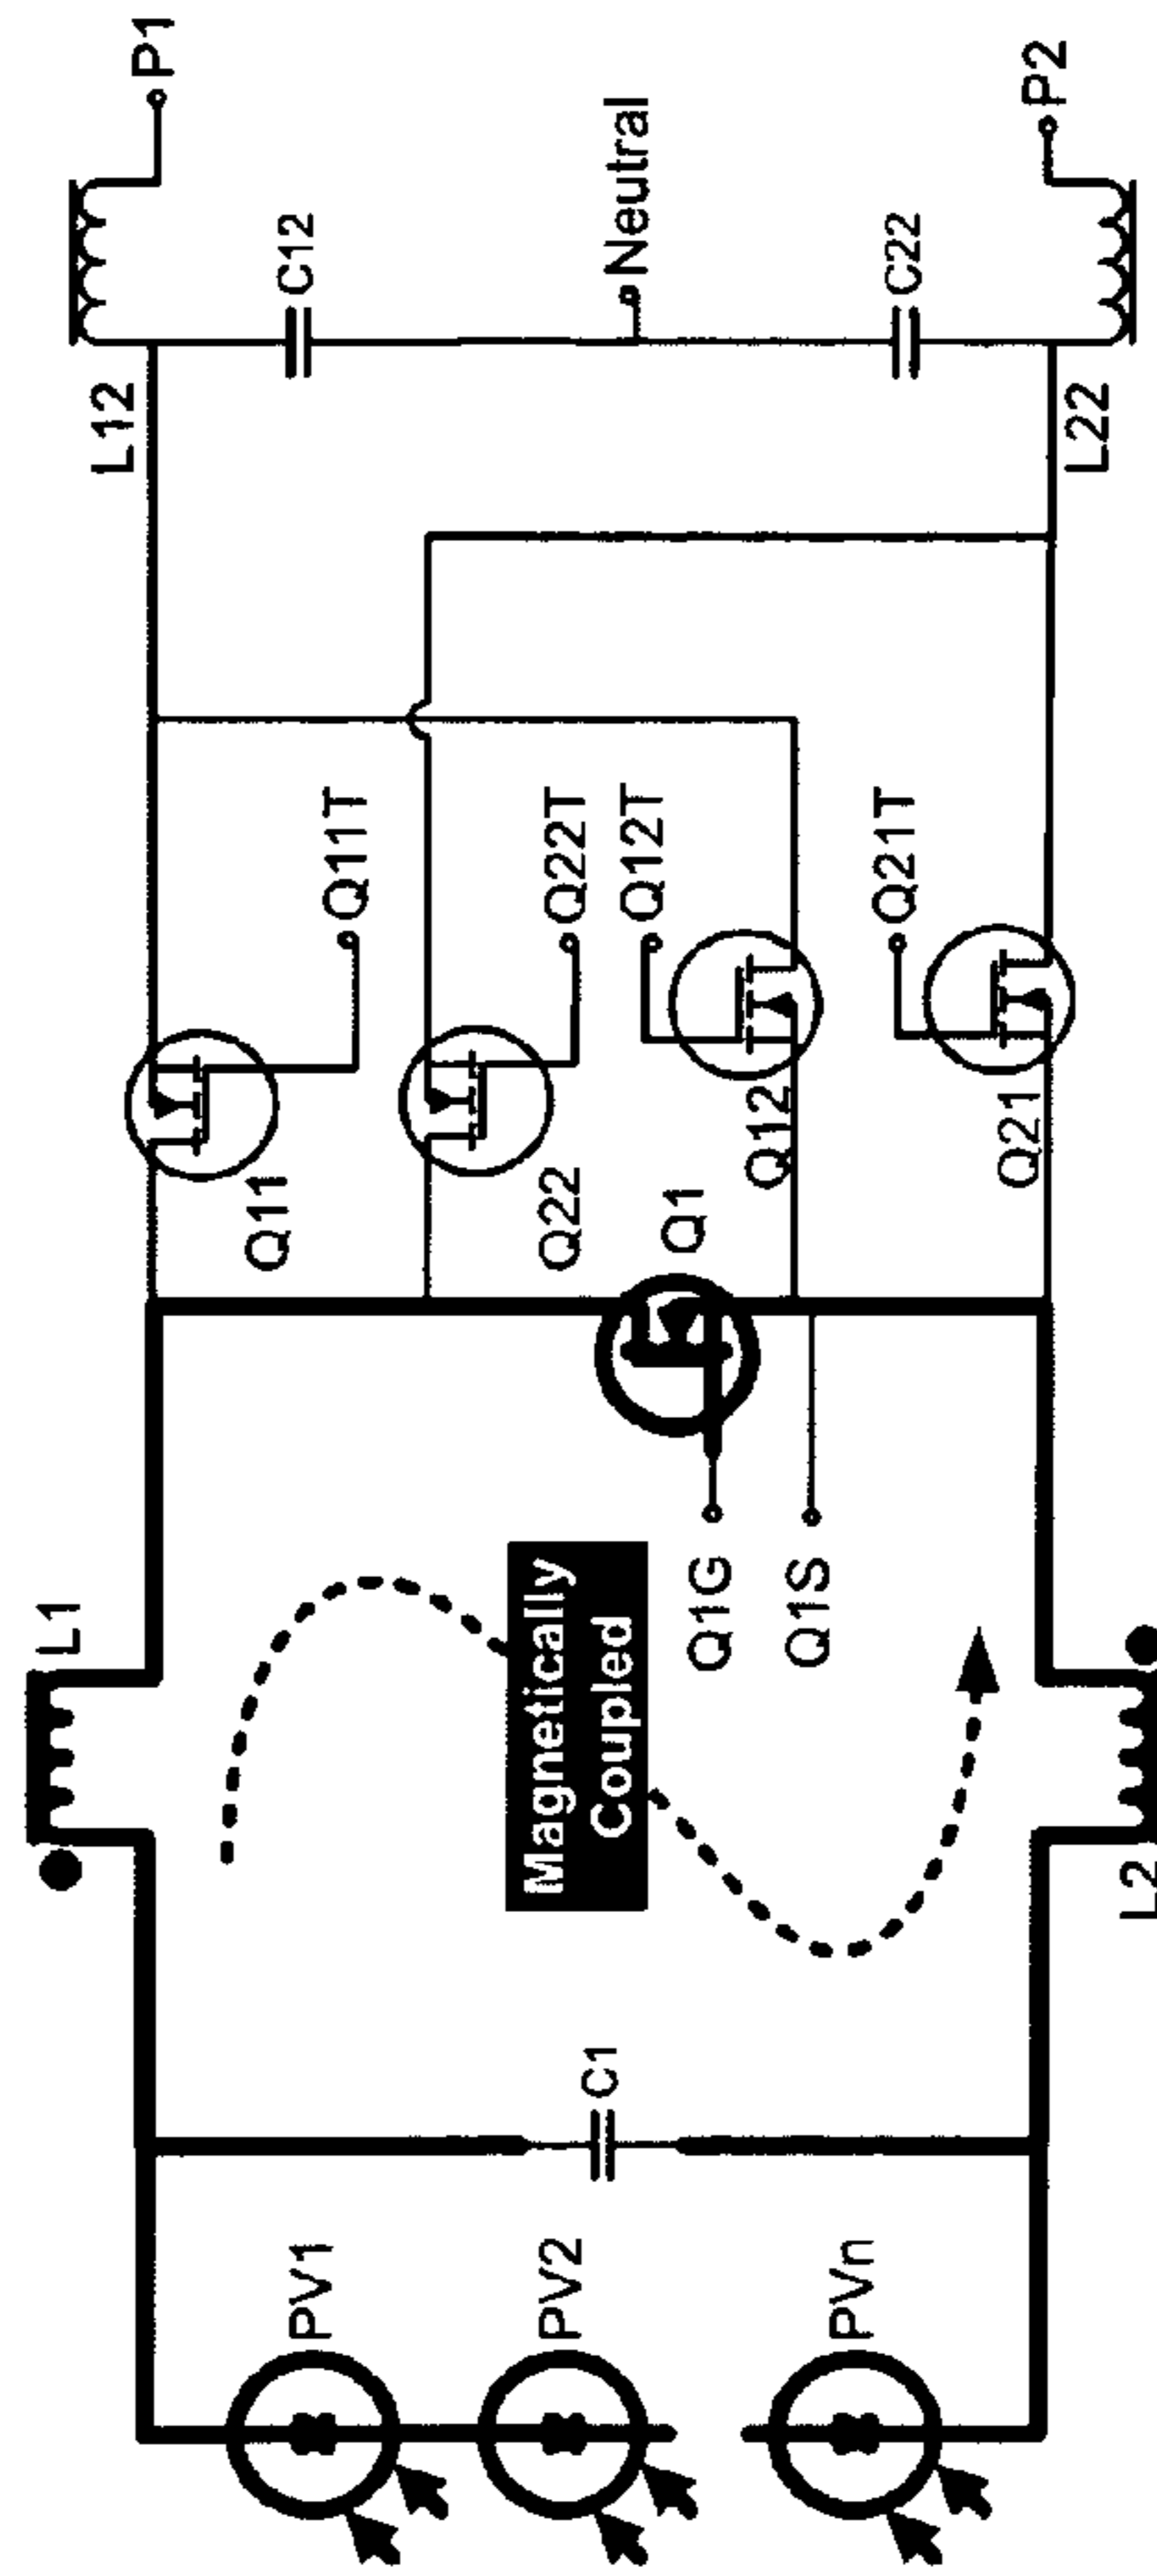 PV1
PV2
PVn
C1
L1
L2
Magnetically
Coupled
Q1G
Q1S
Q1
Q11
Q22
Q12
Q21
Q11T
Q22T
Q12T
Q21T
L12
L22
C12
C22
Neutral
P1
P2